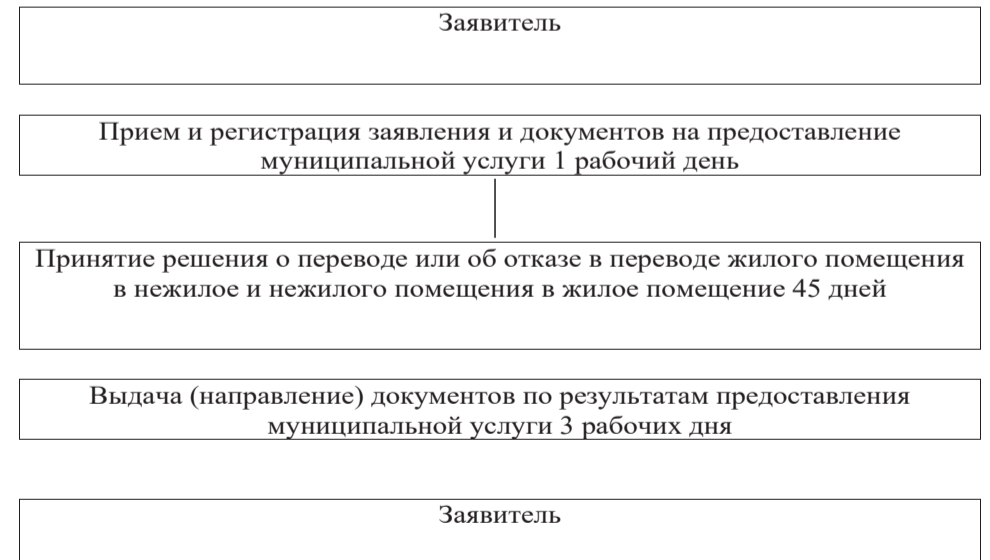 Заявитель
Прием и регистрация заявления и документов на предоставление
муниципальной услуги 1 рабочий день
Принятие решения о переводе или об отказе в переводе жилого помещения
в нежилое и нежилого помещения в жилое помещение 45 дней
Выдача (направление) документов по результатам предоставления
муниципальной услуги 3 рабочих дня
Заявитель